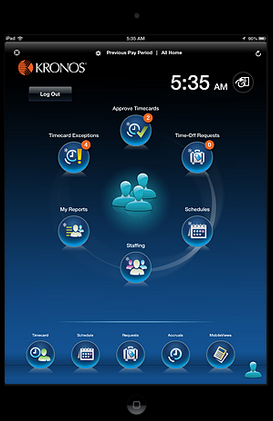 iPad 5:35 AM 90%
Previous Pay Period | All Home
KRONOS
5:35 AM
Log Out
Approve Timecards
2
Timecard Exceptions
4
Time-Off Requests
0
My Reports
Schedules
Staffing
Timecard Schedule Requests Accruals MobileViews